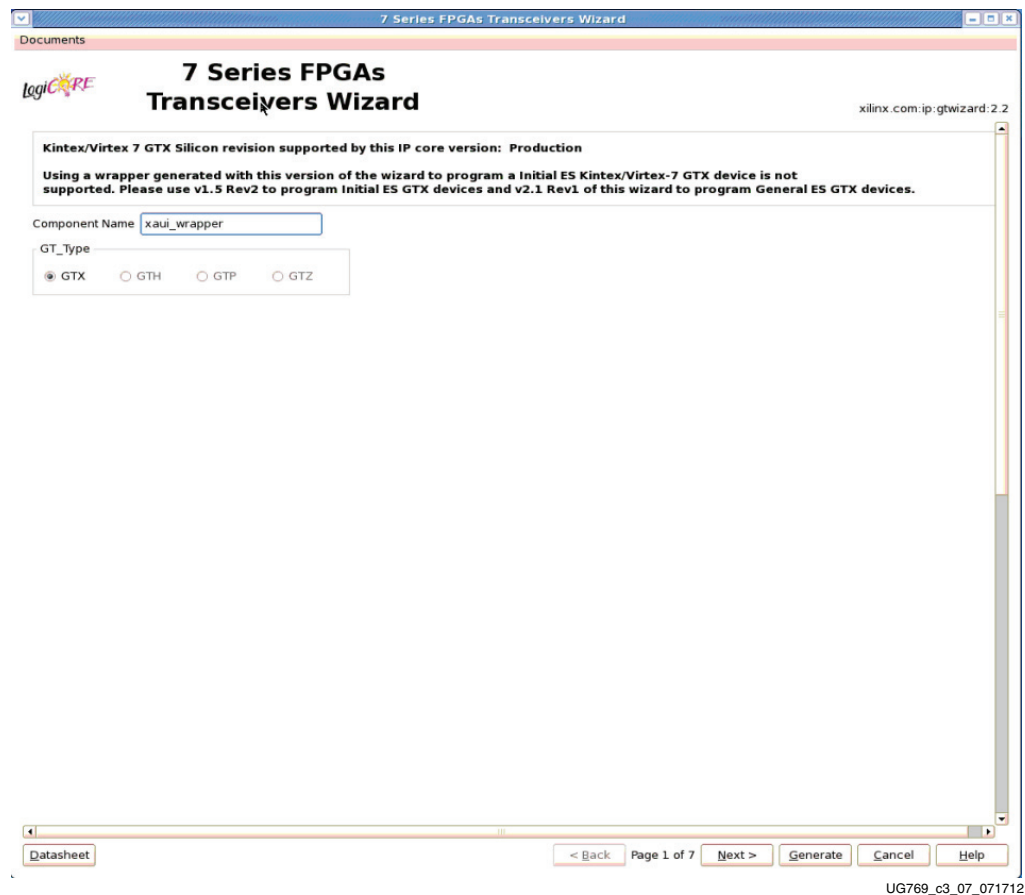 7 Series FPGAs Transceivers Wizard
Documents
logiCORE
7 Series FPGAs
Transceivers Wizard
xilinx.com:ip:gtwizard:2.2
Kintex/Virtex 7 GTX Silicon revision supported by this IP core version: Production
Using a wrapper generated with this version of the wizard to program a Initial ES Kintex/Virtex-7 GTX device is not
supported. Please use v1.5 Rev2 to program Initial ES GTX devices and v2.1 Rev1 of this wizard to program General ES GTX devices.
Component Name xaui_wrapper
GT_Type
GTX GTH GTP GTZ
Datasheet < Back Page 1 of 7 Next > Generate Cancel Help
UG769_c3_07_071712